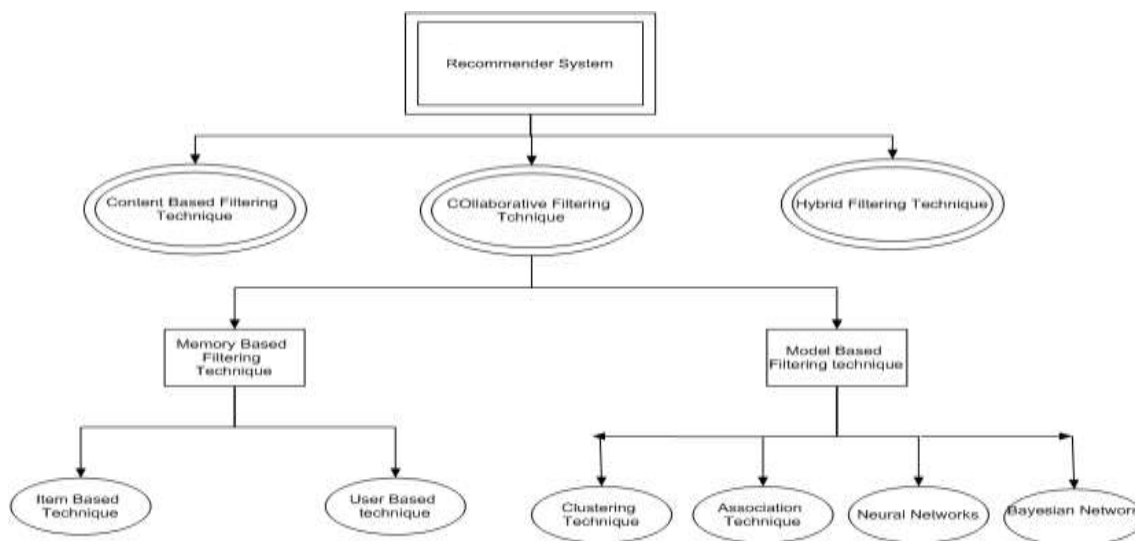 Recommender System
Content Based Filtering
Technique
COllaborative Filtering
Tchnique
Hybrid Filtering Technique
Memory Based
Filtering
Technique
Model Based
Filtering technique
Item Based
Technique
User Based
technique
Clustering
Technique
Association
Technique
Neural Networks
Bayesian Network